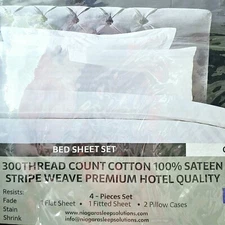 BED SHEET SET
300THREAD COUNT COTTON 100% SATEEN
STRIPE WEAVE PREMIUM HOTEL QUALITY
Resists:
Fade
Stain
Shrink
4 - Pieces Set
1 Flat Sheet • 1 Fitted Sheet • 2 Pillow Cases
www.niagarasleepsolutions.com
info@niagarasleepsolutions.com